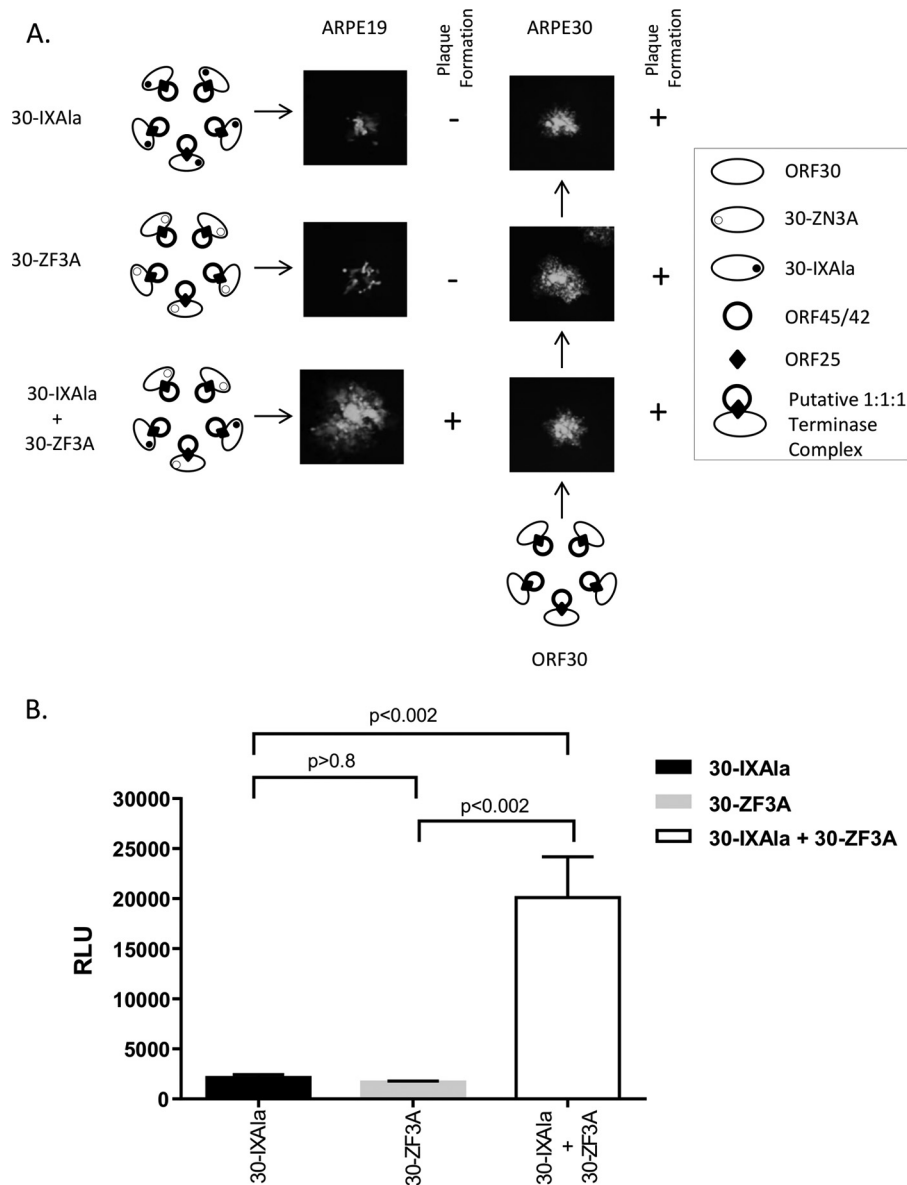 A.
ARPE19
Plaque
Formation
ARPE30
Plaque
Formation
30-IXAla
-
+
30-ZF3A
-
+
30-IXAla
+
30-ZF3A
+
+
ORF30
ORF30
30-ZN3A
30-IXAla
ORF45/42
ORF25
Putative 1:1:1
Terminase
Complex
B.
p<0.002
p>0.8
p<0.002
30-IXAla
30-ZF3A
30-IXAla + 30-ZF3A
RLU
30000
25000
20000
15000
10000
5000
0
30-IXAla
30-ZF3A
30-IXAla
+
30-ZF3A